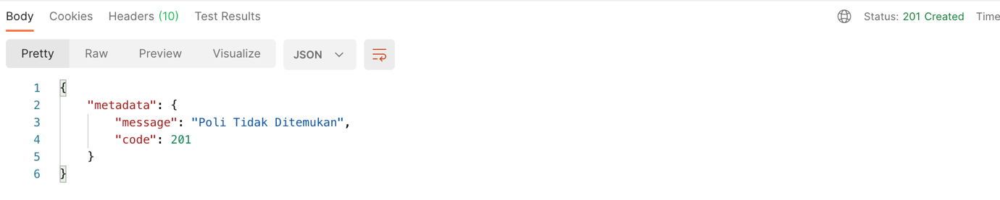 Body Cookies Headers (10) Test Results Status: 201 Created Time
Pretty Raw Preview Visualize JSON
1 {
2 "metadata": {
3 "message": "Poli Tidak Ditemukan",
4 "code": 201
5 }
6 }